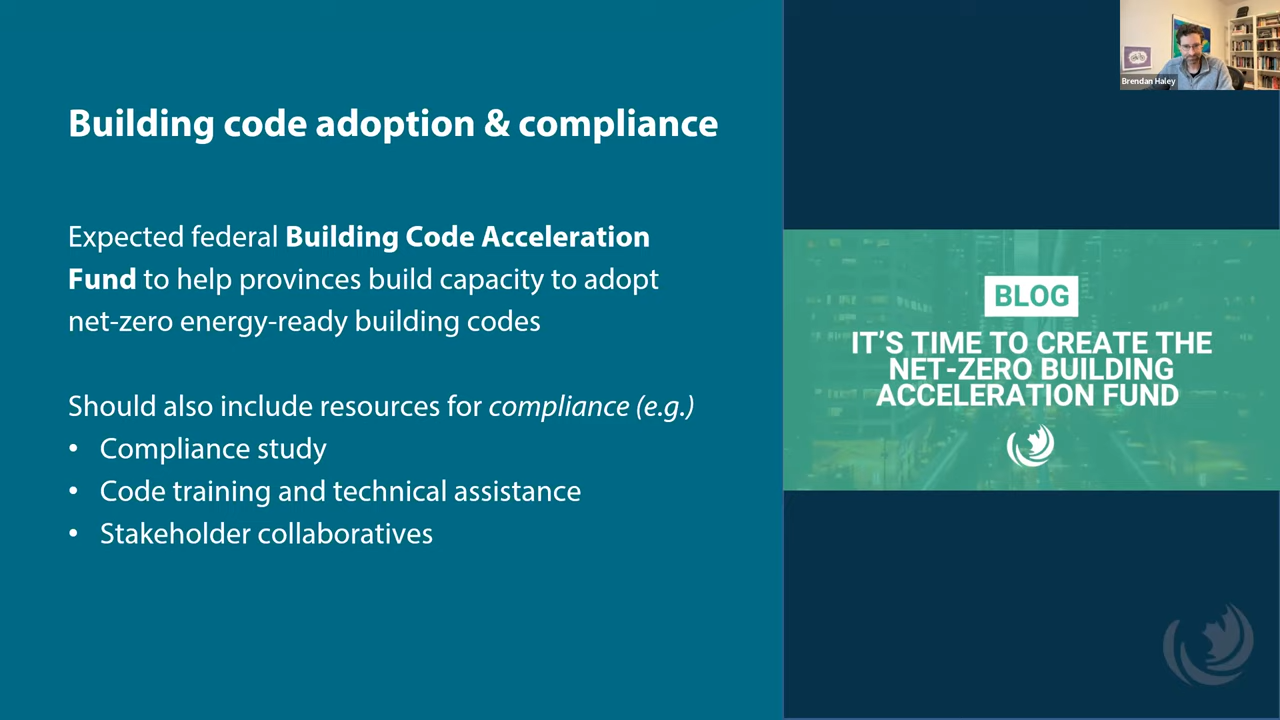 Building code adoption & compliance
Expected federal Building Code Acceleration
Fund to help provinces build capacity to adopt
net-zero energy-ready building codes
Should also include resources for compliance (e.g.)
• Compliance study
• Code training and technical assistance
• Stakeholder collaboratives
BLOG
IT'S TIME TO CREATE THE
NET-ZERO BUILDING
ACCELERATION FUND
Brendan Haley